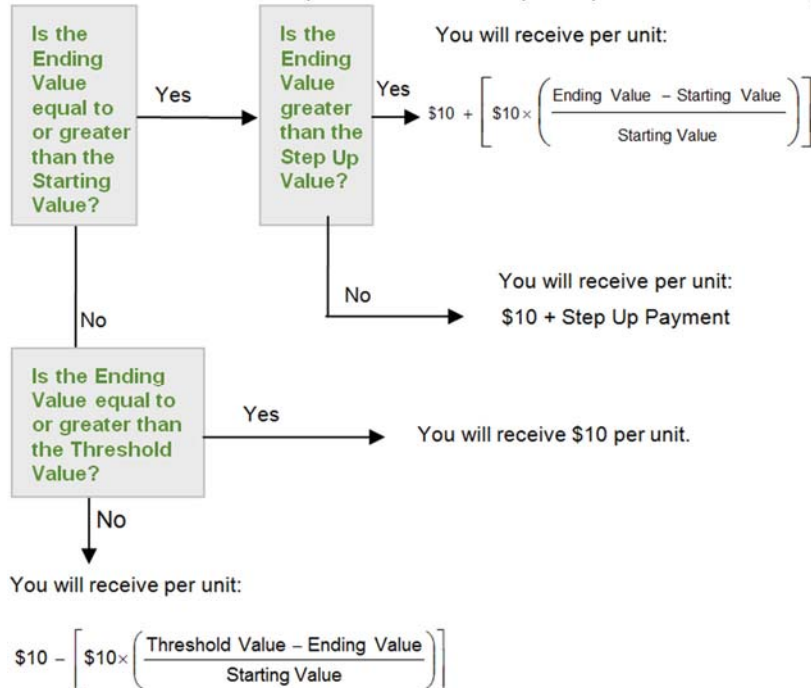 Is the
Ending
Value
equal to
or greater
than the
Starting
Value?
Yes
Is the
Ending
Value
greater
than the
Step Up
Value?
Yes
You will receive per unit:
$10 + [ $10 × ( Ending Value – Starting Value
Starting Value ) ]
No
You will receive per unit:
$10 + Step Up Payment
No
Is the Ending
Value equal to
or greater than
the Threshold
Value?
Yes
You will receive $10 per unit.
No
You will receive per unit:
$10 – [ $10× ( Threshold Value – Ending Value
Starting Value ) ]